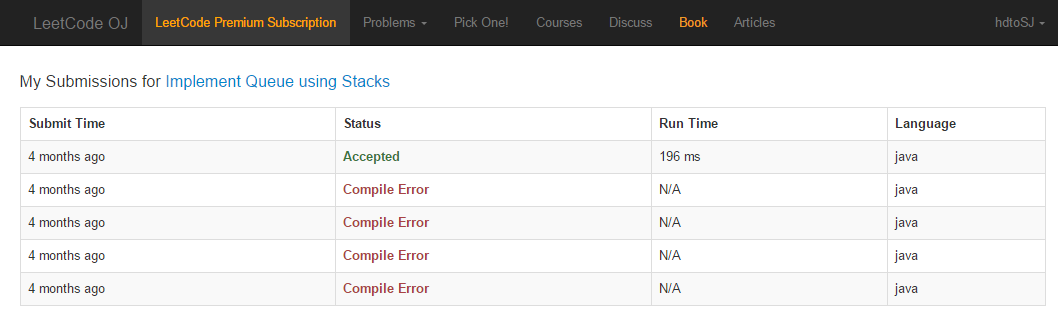 LeetCode OJ LeetCode Premium Subscription Problems Pick One! Courses Discuss Book Articles hdtoSJ
My Submissions for Implement Queue using Stacks
Submit Time Status Run Time Language
4 months ago Accepted 196 ms java
4 months ago Compile Error N/A java
4 months ago Compile Error N/A java
4 months ago Compile Error N/A java
4 months ago Compile Error N/A java